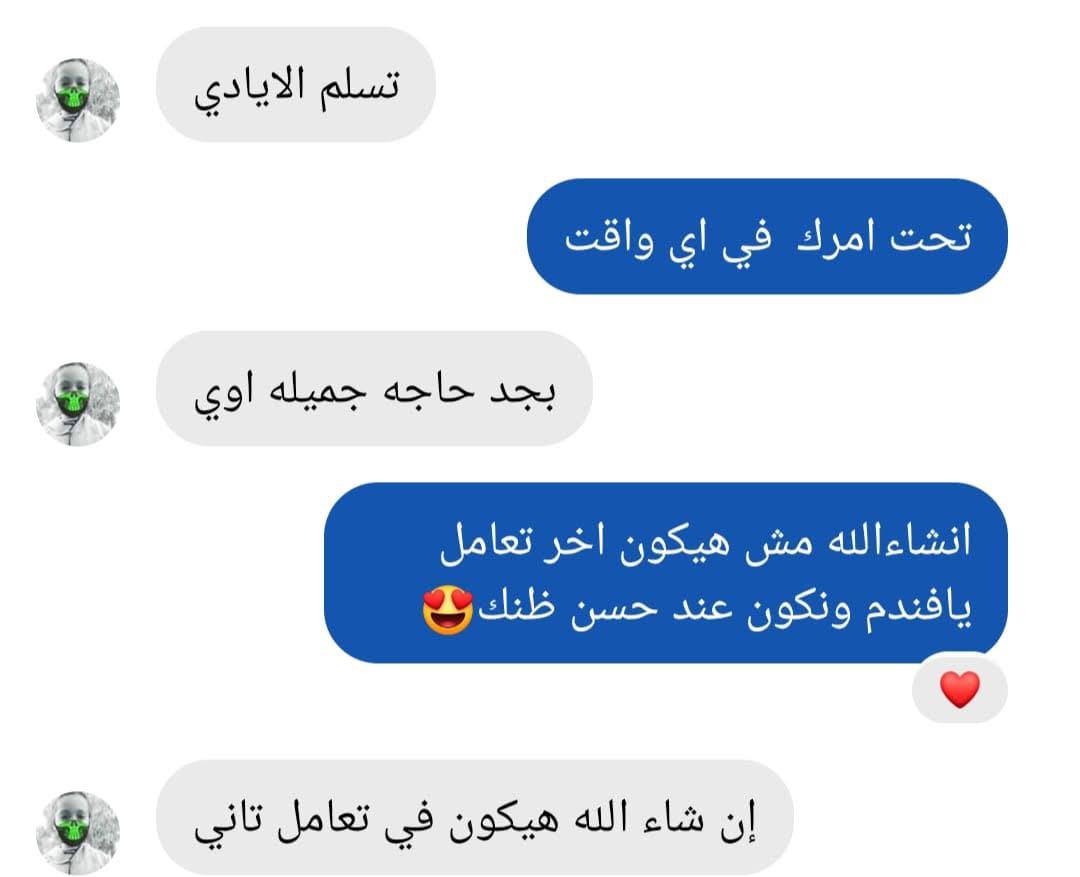 تسلم الايادي
تحت امرك في اي واقت
بجد حاجه جميله اوي
انشاءالله مش هيكون اخر تعامل
يافندم ونكون عند حسن ظنك😍
❤️
إن شاء الله هيكون في تعامل تاني